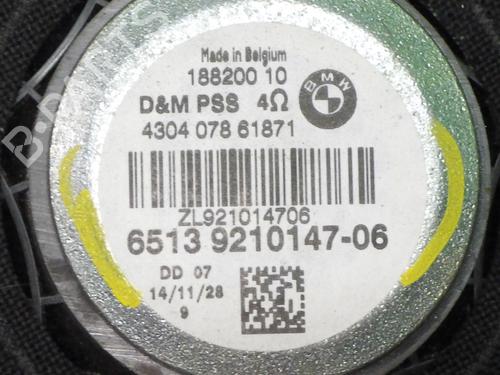 Made in Belgium
188200 10
D&M PSS 4Ω
BMW
4304 078 61871
ZL921014706
6513 9210147-06
DD 07
14/11/28
9
B-PARTS